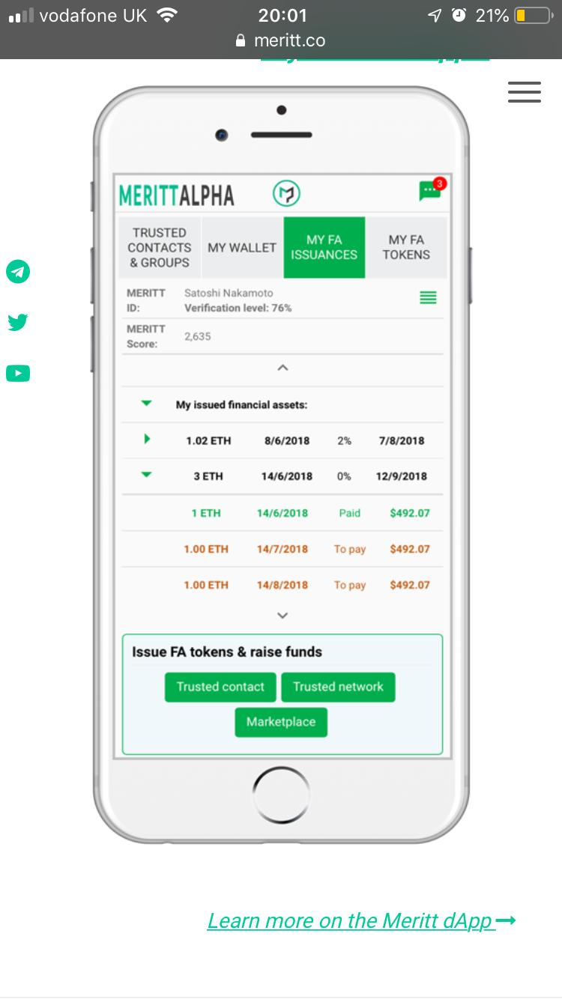 vodafone UK 20:01 21%
meritt.co
MERITTALPHA 3
TRUSTED CONTACTS & GROUPS
MY WALLET
MY FA ISSUANCES
MY FA TOKENS
MERITT ID:
Satoshi Nakamoto
Verification level: 76%
MERITT Score:
2,635
My issued financial assets:
1.02 ETH 8/6/2018 2% 7/8/2018
3 ETH 14/6/2018 0% 12/9/2018
1 ETH 14/6/2018 Paid $492.07
1.00 ETH 14/7/2018 To pay $492.07
1.00 ETH 14/8/2018 To pay $492.07
Issue FA tokens & raise funds
Trusted contact Trusted network
Marketplace
Learn more on the Meritt dApp